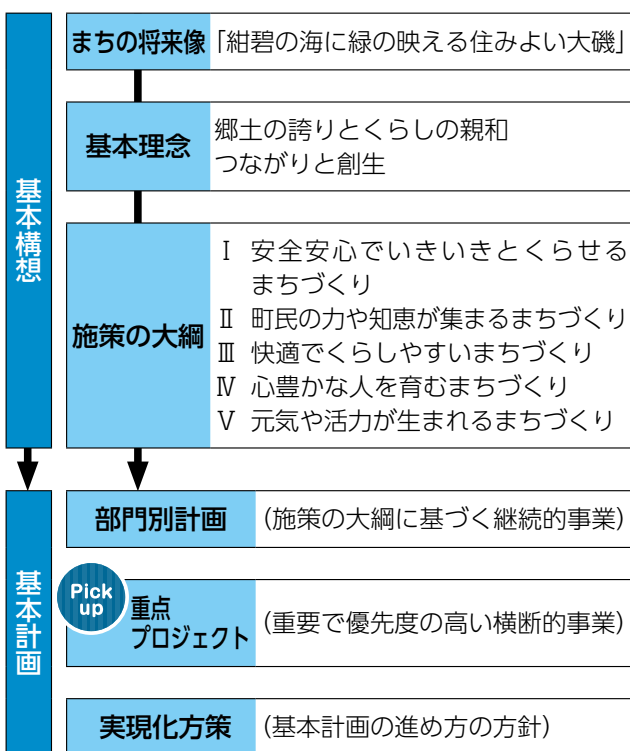 基本構想
まちの将来像
「紺碧の海に緑の映える住みよい大磯」
基本理念
郷土の誇りとくらしの親和
つながりと創生
施策の大綱
Ⅰ 安全安心でいきいきとくらせる
まちづくり
Ⅱ 町民の力や知恵が集まるまちづくり
Ⅲ 快適でくらしやすいまちづくり
Ⅳ 心豊かな人を育むまちづくり
Ⅴ 元気や活力が生まれるまちづくり
基本計画
部門別計画
(施策の大綱に基づく継続的事業)
Pick
up
重点
プロジェクト
(重要で優先度の高い横断的事業)
実現化方策
(基本計画の進め方の方針)